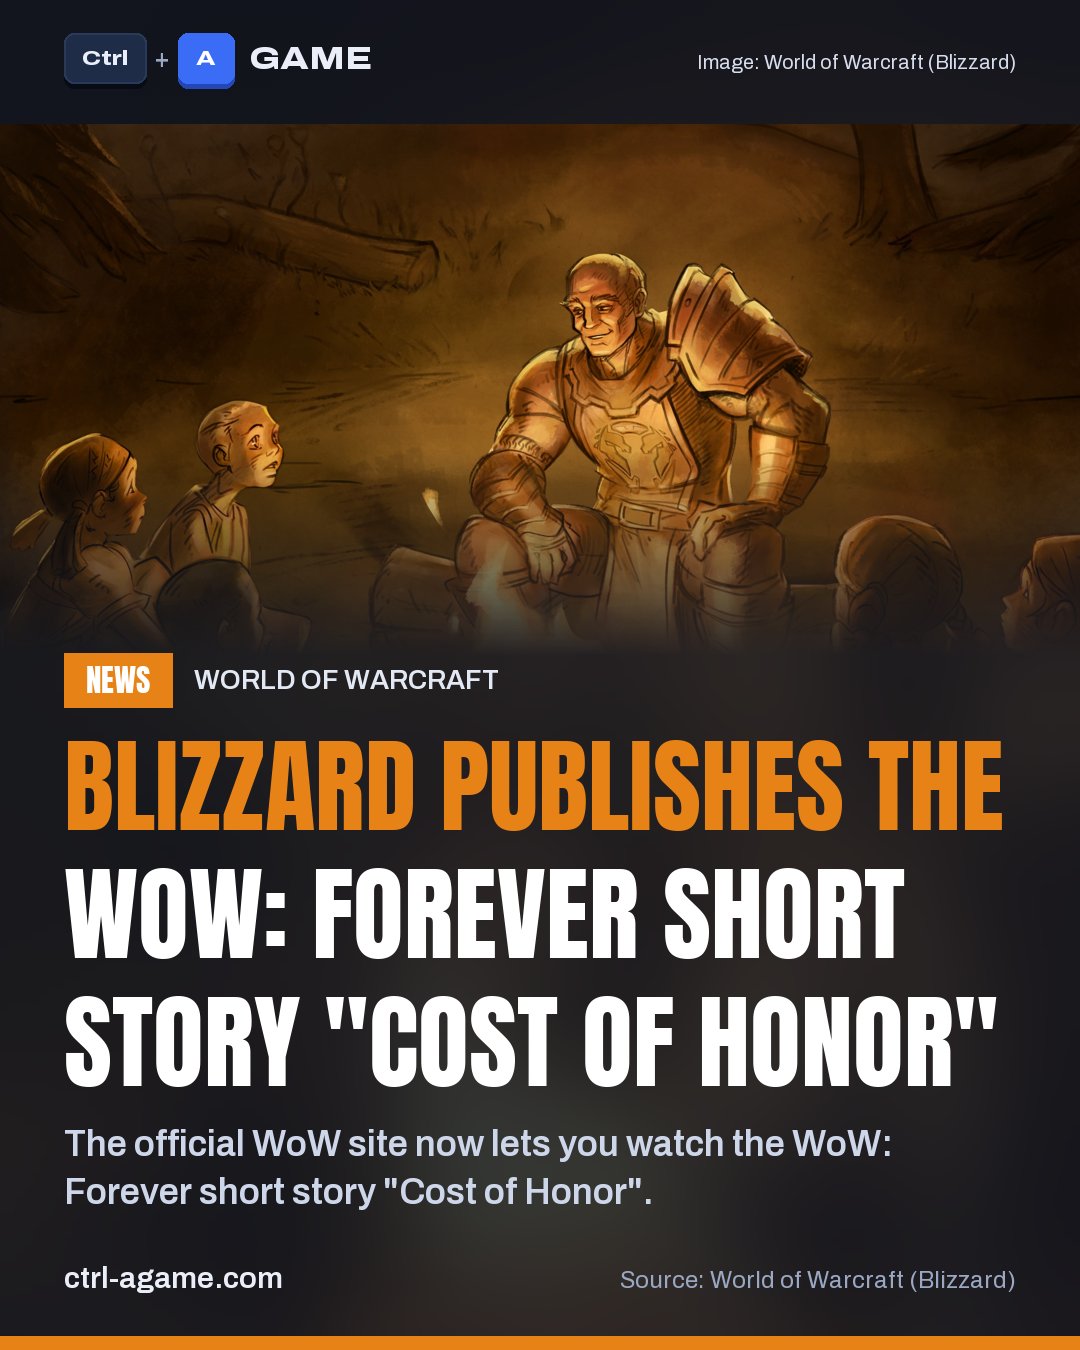 Ctrl + A GAME
Image: World of Warcraft (Blizzard)
NEWS WORLD OF WARCRAFT
BLIZZARD PUBLISHES THE
WOW: FOREVER SHORT
STORY "COST OF HONOR"
The official WoW site now lets you watch the WoW:
Forever short story "Cost of Honor".
ctrl-agame.com
Source: World of Warcraft (Blizzard)